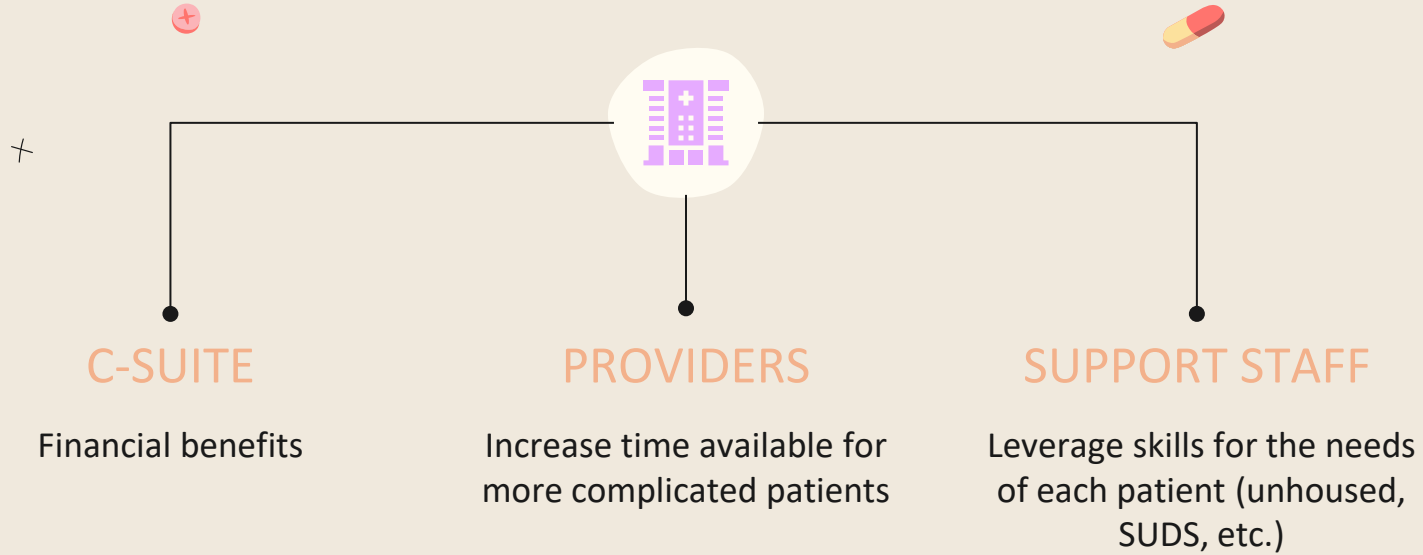 C-SUITE
Financial benefits
PROVIDERS
Increase time available for
more complicated patients
SUPPORT STAFF
Leverage skills for the needs
of each patient (unhoused,
SUDS, etc.)